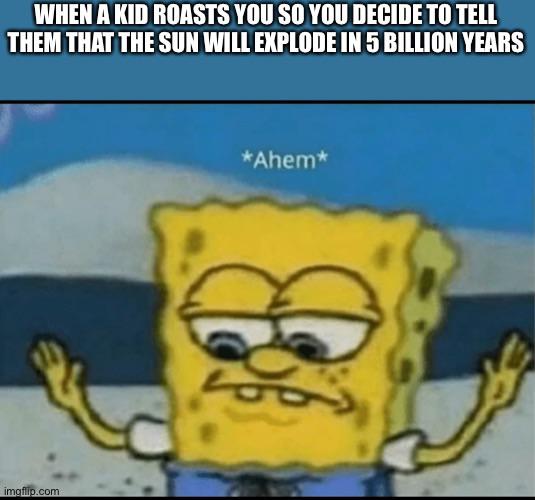 WHEN A KID ROASTS YOU SO YOU DECIDE TO TELL
THEM THAT THE SUN WILL EXPLODE IN 5 BILLION YEARS
*Ahem*
imgflip.com